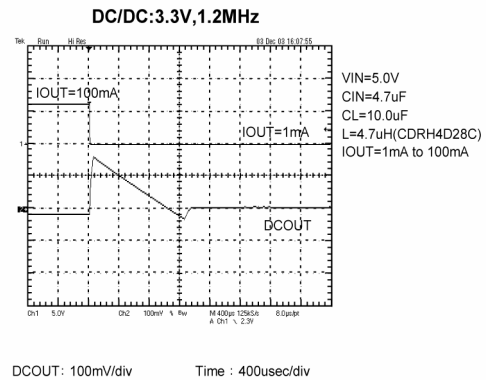 DC/DC:3.3V,1.2MHz
Tek Run Hi Res 03 Dec 03 16:07:55
IOUT=100mA
IOUT=1mA
1
DCOUT
VIN=5.0V
CIN=4.7uF
CL=10.0uF
L=4.7uH(CDRH4D28C)
IOUT=1mA to 100mA
Ch1 5.0V Ch2 100mV % Bw M 400µs 125kS/s 8.0µs/pt
A Ch1 \ 2.3V
DCOUT: 100mV/div Time : 400usec/div